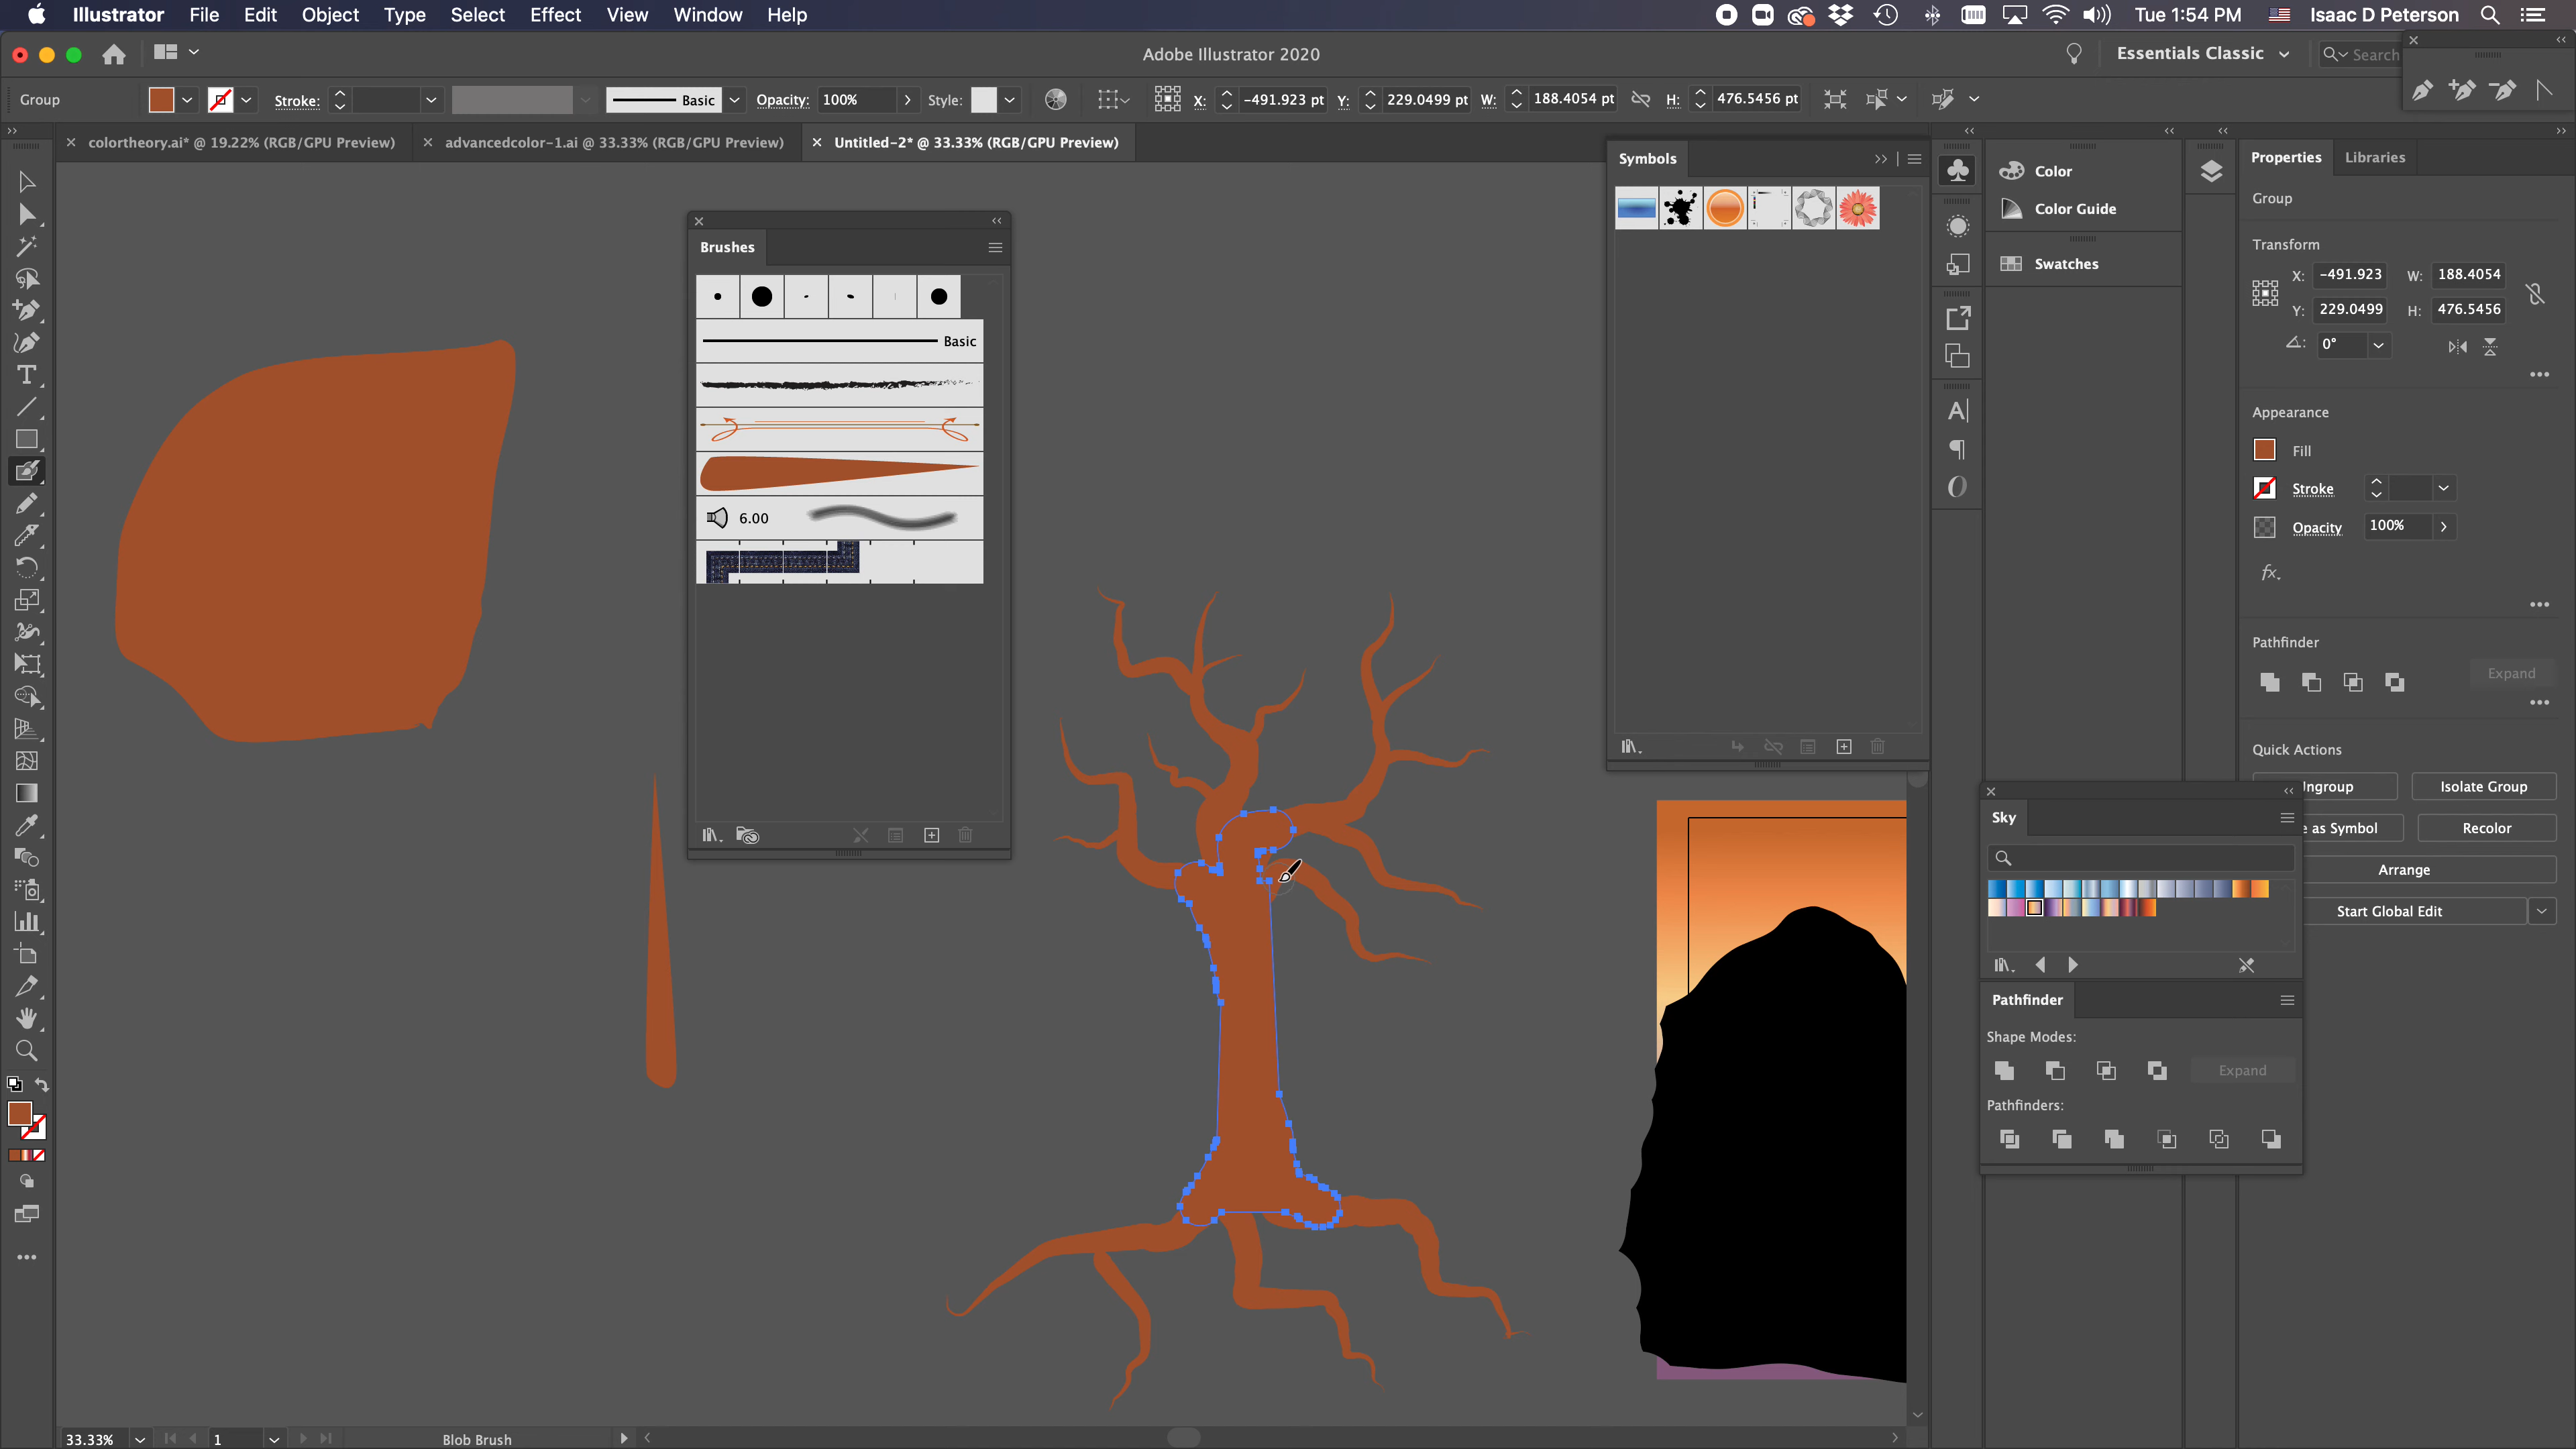 Illustrator File Edit Object Type Select Effect View Window Help Tue 1:54 PM Isaac D Peterson
Adobe Illustrator 2020 Essentials Classic Search
Group Stroke: Basic Opacity: 100% Style: X: -491.923 pt Y: 229.0499 pt W: 188.4054 pt H: 476.5456 pt
colortheory.ai* @ 19.22% (RGB/GPU Preview) advancedcolor-1.ai @ 33.33% (RGB/GPU Preview) Untitled-2* @ 33.33% (RGB/GPU Preview)
Brushes
Basic
6.00
Symbols
Color
Color Guide
Swatches
Properties Libraries
Group
Transform
X: -491.923 W: 188.4054
Y: 229.0499 H: 476.5456
0°
Appearance
Fill
Stroke
Opacity 100%
fx.
Pathfinder
Expand
Quick Actions
ngroup Isolate Group
e as Symbol Recolor
Arrange
Start Global Edit
Sky
Pathfinder
Shape Modes:
Expand
Pathfinders:
33.33% 1 Blob Brush